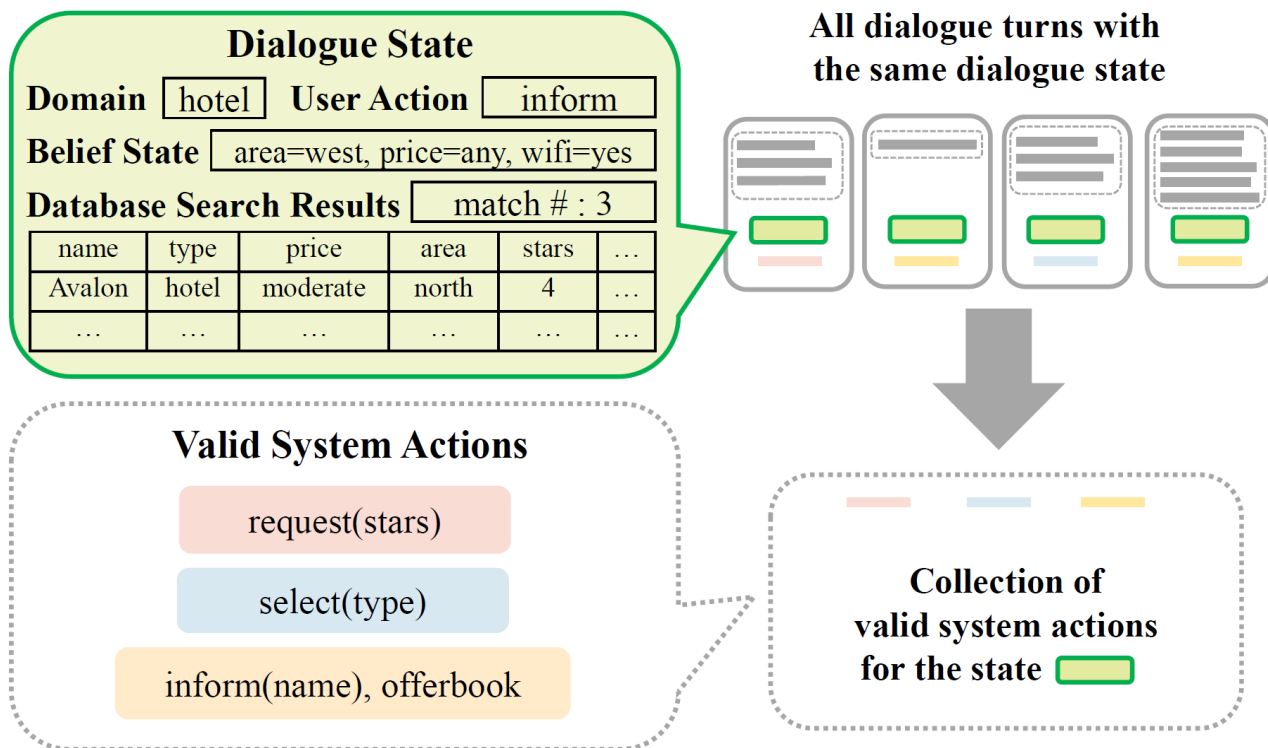 Dialogue State
Domain hotel User Action inform
Belief State area=west, price=any, wifi=yes
Database Search Results match # : 3
name type price area stars …
Avalon hotel moderate north 4 …
… … … … … …
All dialogue turns with
the same dialogue state
Valid System Actions
request(stars)
select(type)
inform(name), offerbook
Collection of
valid system actions
for the state